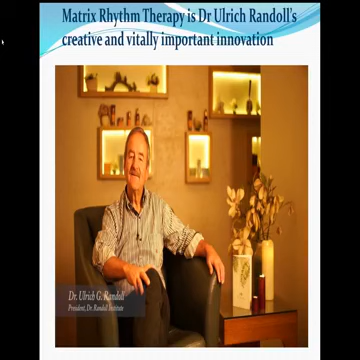 Matrix Rhythm Therapy is Dr Ulrich Randoll's
creative and vitally important innovation
Dr. Ulrich G. Randoll
President, Dr. Randoll Institute